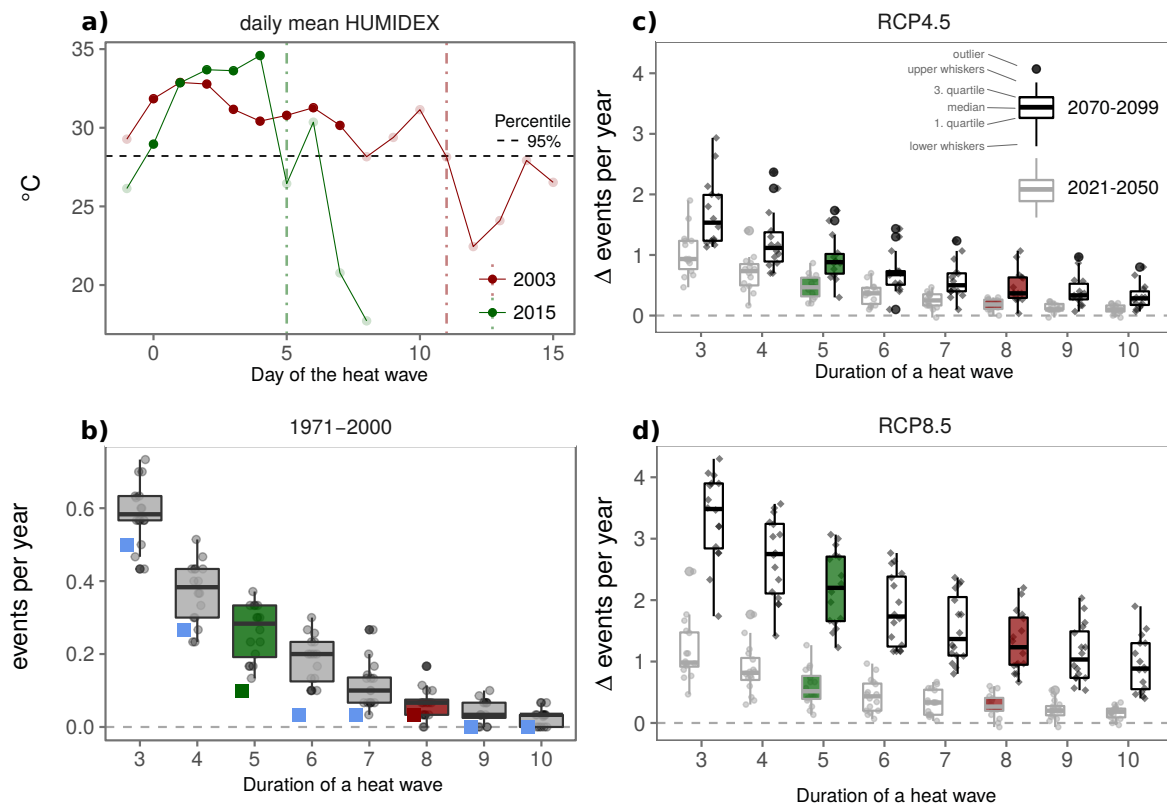 a)
daily mean HUMIDEX
35
30
25
20
°C
Percentile
95%
2003
2015
0
5
10
15
Day of the heat wave
c)
RCP4.5
Δ events per year
4
3
2
1
0
outlier
upper whiskers
3. quartile
median
1. quartile
lower whiskers
2070-2099
2021-2050
3 4 5 6 7 8 9 10
Duration of a heat wave
b)
1971−2000
events per year
0.6
0.4
0.2
0.0
3 4 5 6 7 8 9 10
Duration of a heat wave
d)
RCP8.5
Δ events per year
4
3
2
1
0
3 4 5 6 7 8 9 10
Duration of a heat wave